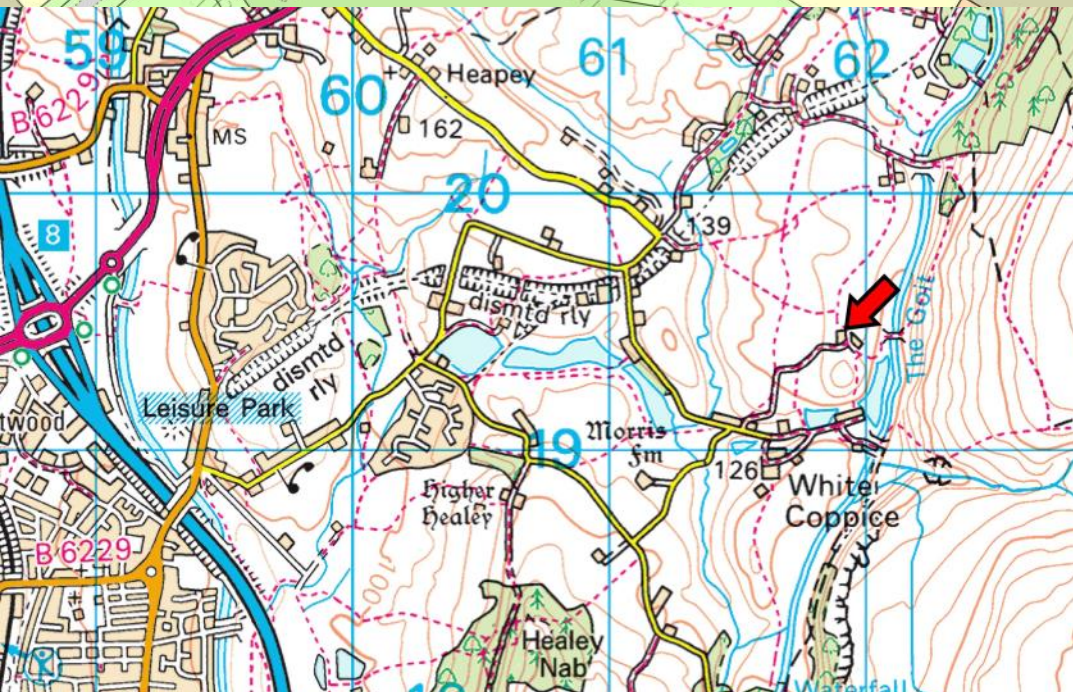 59
B 6229
MS
60
Heapey
162
61
62
8
20
139
dismtd rly
dismtd
rly
The Goit
Leisure Park
19
Morris
Fm
126
White
Coppice
Higher
Healey
B 6229
100
Healey
Nab
Waterfall